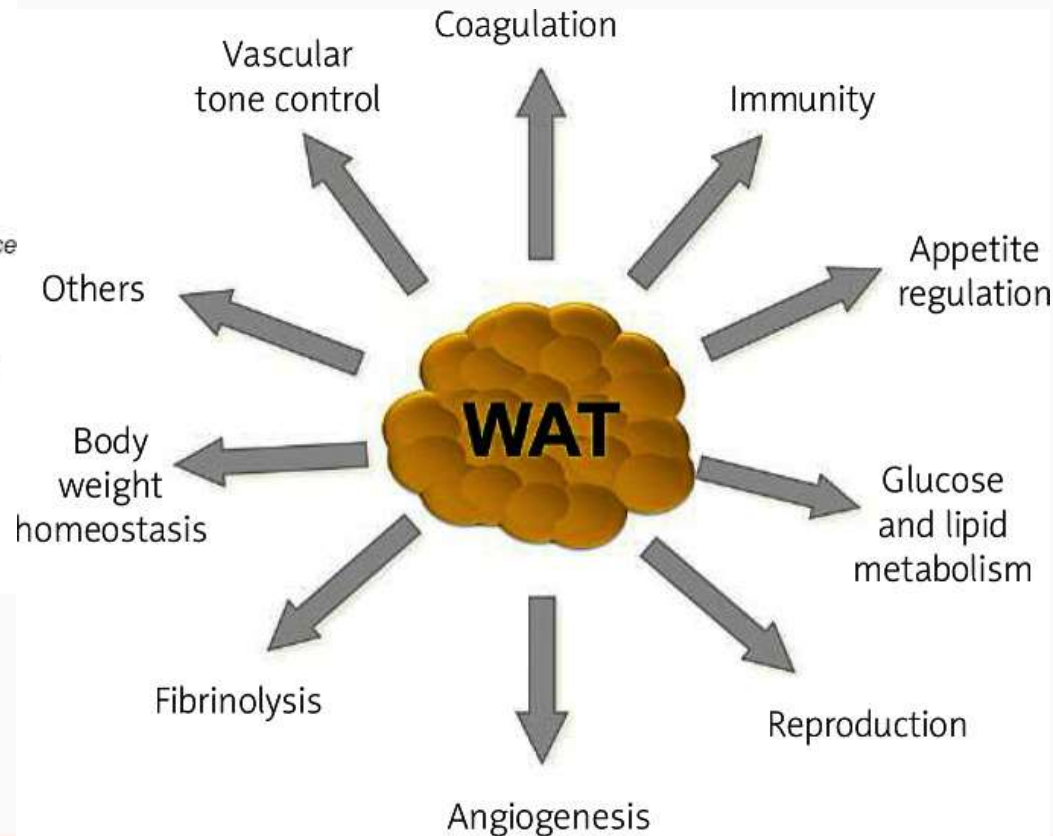 Coagulation
Vascular
tone control
Immunity
Appetite
regulation
Others
WAT
Body
weight
homeostasis
Glucose
and lipid
metabolism
Fibrinolysis
Reproduction
Angiogenesis